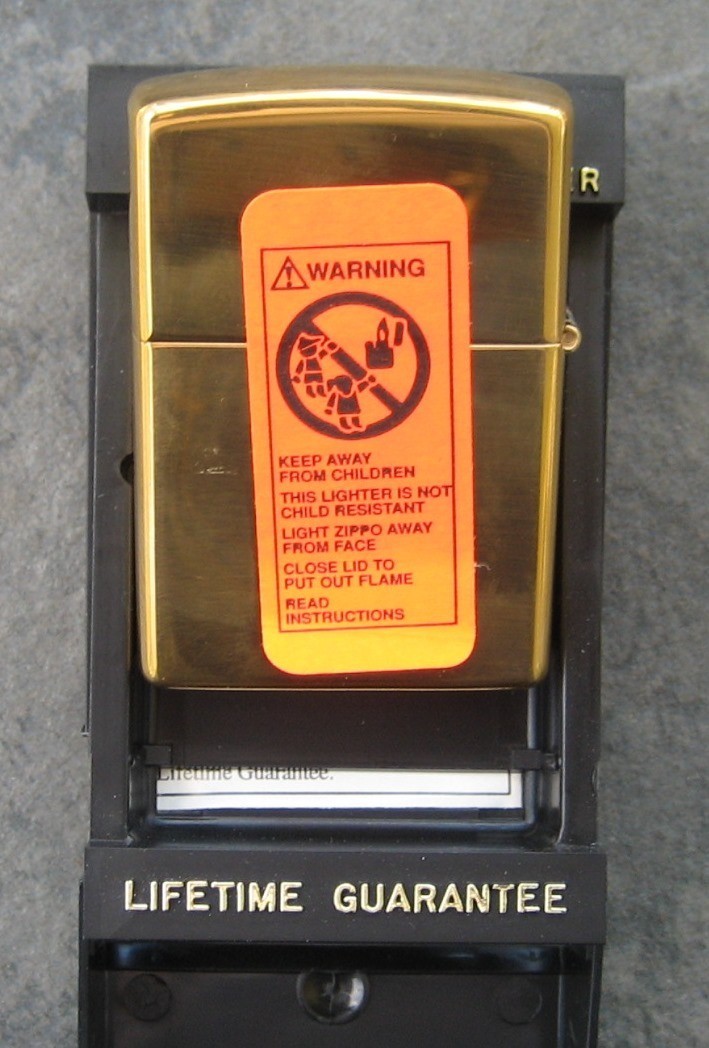 ER
WARNING
KEEP AWAY
FROM CHILDREN
THIS LIGHTER IS NOT
CHILD RESISTANT
LIGHT ZIPPO AWAY
FROM FACE
CLOSE LID TO
PUT OUT FLAME
READ
INSTRUCTIONS
Lifetime Guarantee.
LIFETIME GUARANTEE